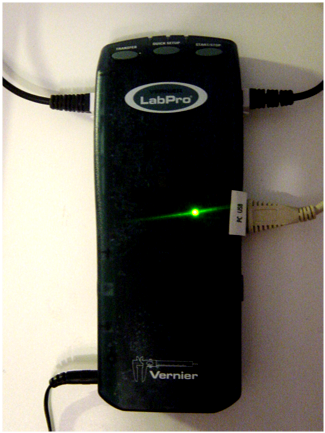 TRANSFER QUICK SETUP START/STOP
LabPro
PC USB
Vernier